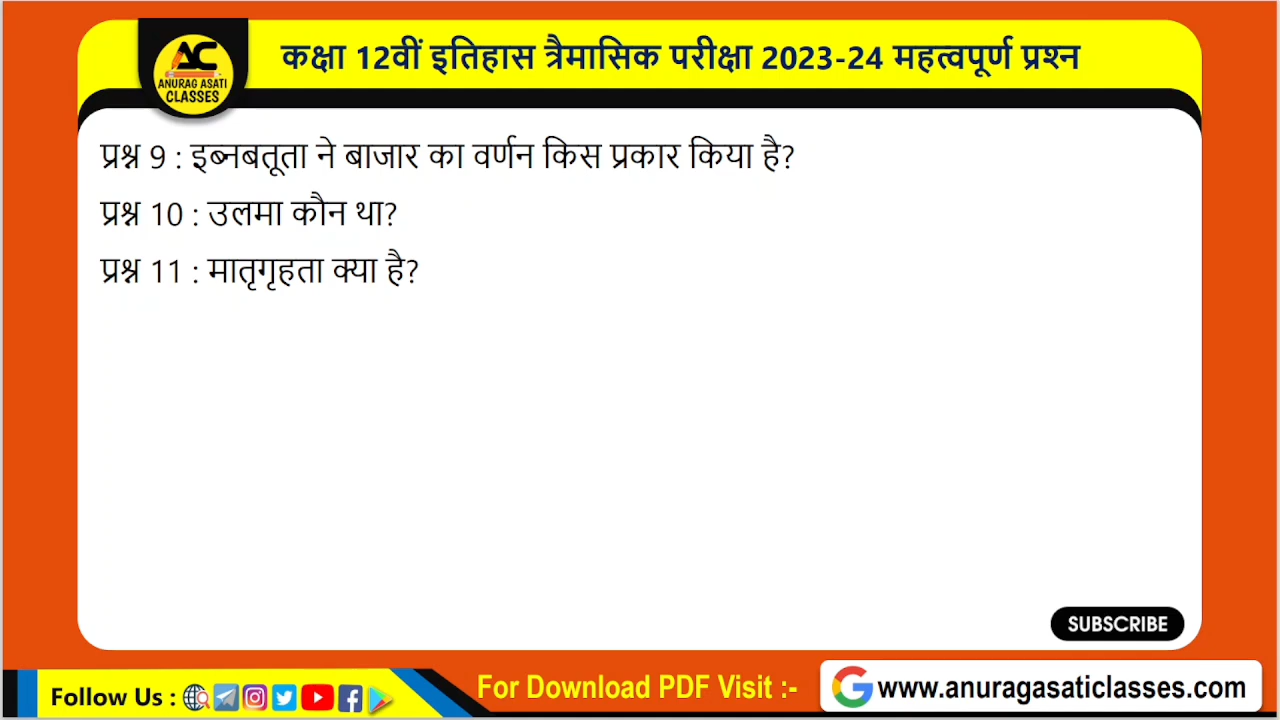 AC
ANURAG ASATI
CLASSES
कक्षा 12वीं इतिहास त्रैमासिक परीक्षा 2023-24 महत्वपूर्ण प्रश्न
प्रश्न 9 : इब्नबतूता ने बाजार का वर्णन किस प्रकार किया है?
प्रश्न 10 : उलमा कौन था?
प्रश्न 11 : मातृगृहता क्या है?
SUBSCRIBE
Follow Us :
For Download PDF Visit :-
www.anuragasaticlasses.com